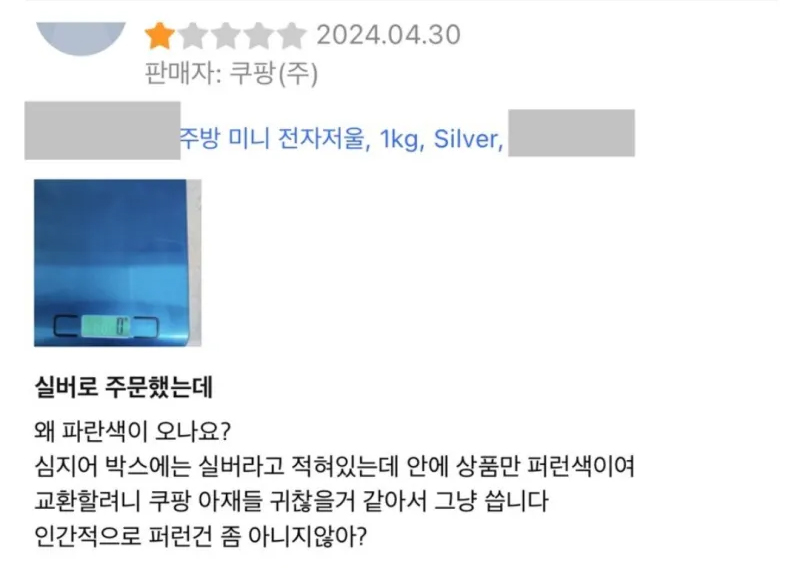 2024.04.30
판매자: 쿠팡(주)
주방 미니 전자저울, 1kg, Silver,
실버로 주문했는데
왜 파란색이 오나요?
심지어 박스에는 실버라고 적혀있는데 안에 상품만 퍼런색이여
교환할려니 쿠팡 아재들 귀찮을거 같아서 그냥 씁니다
인간적으로 퍼런건 좀 아니지않아?